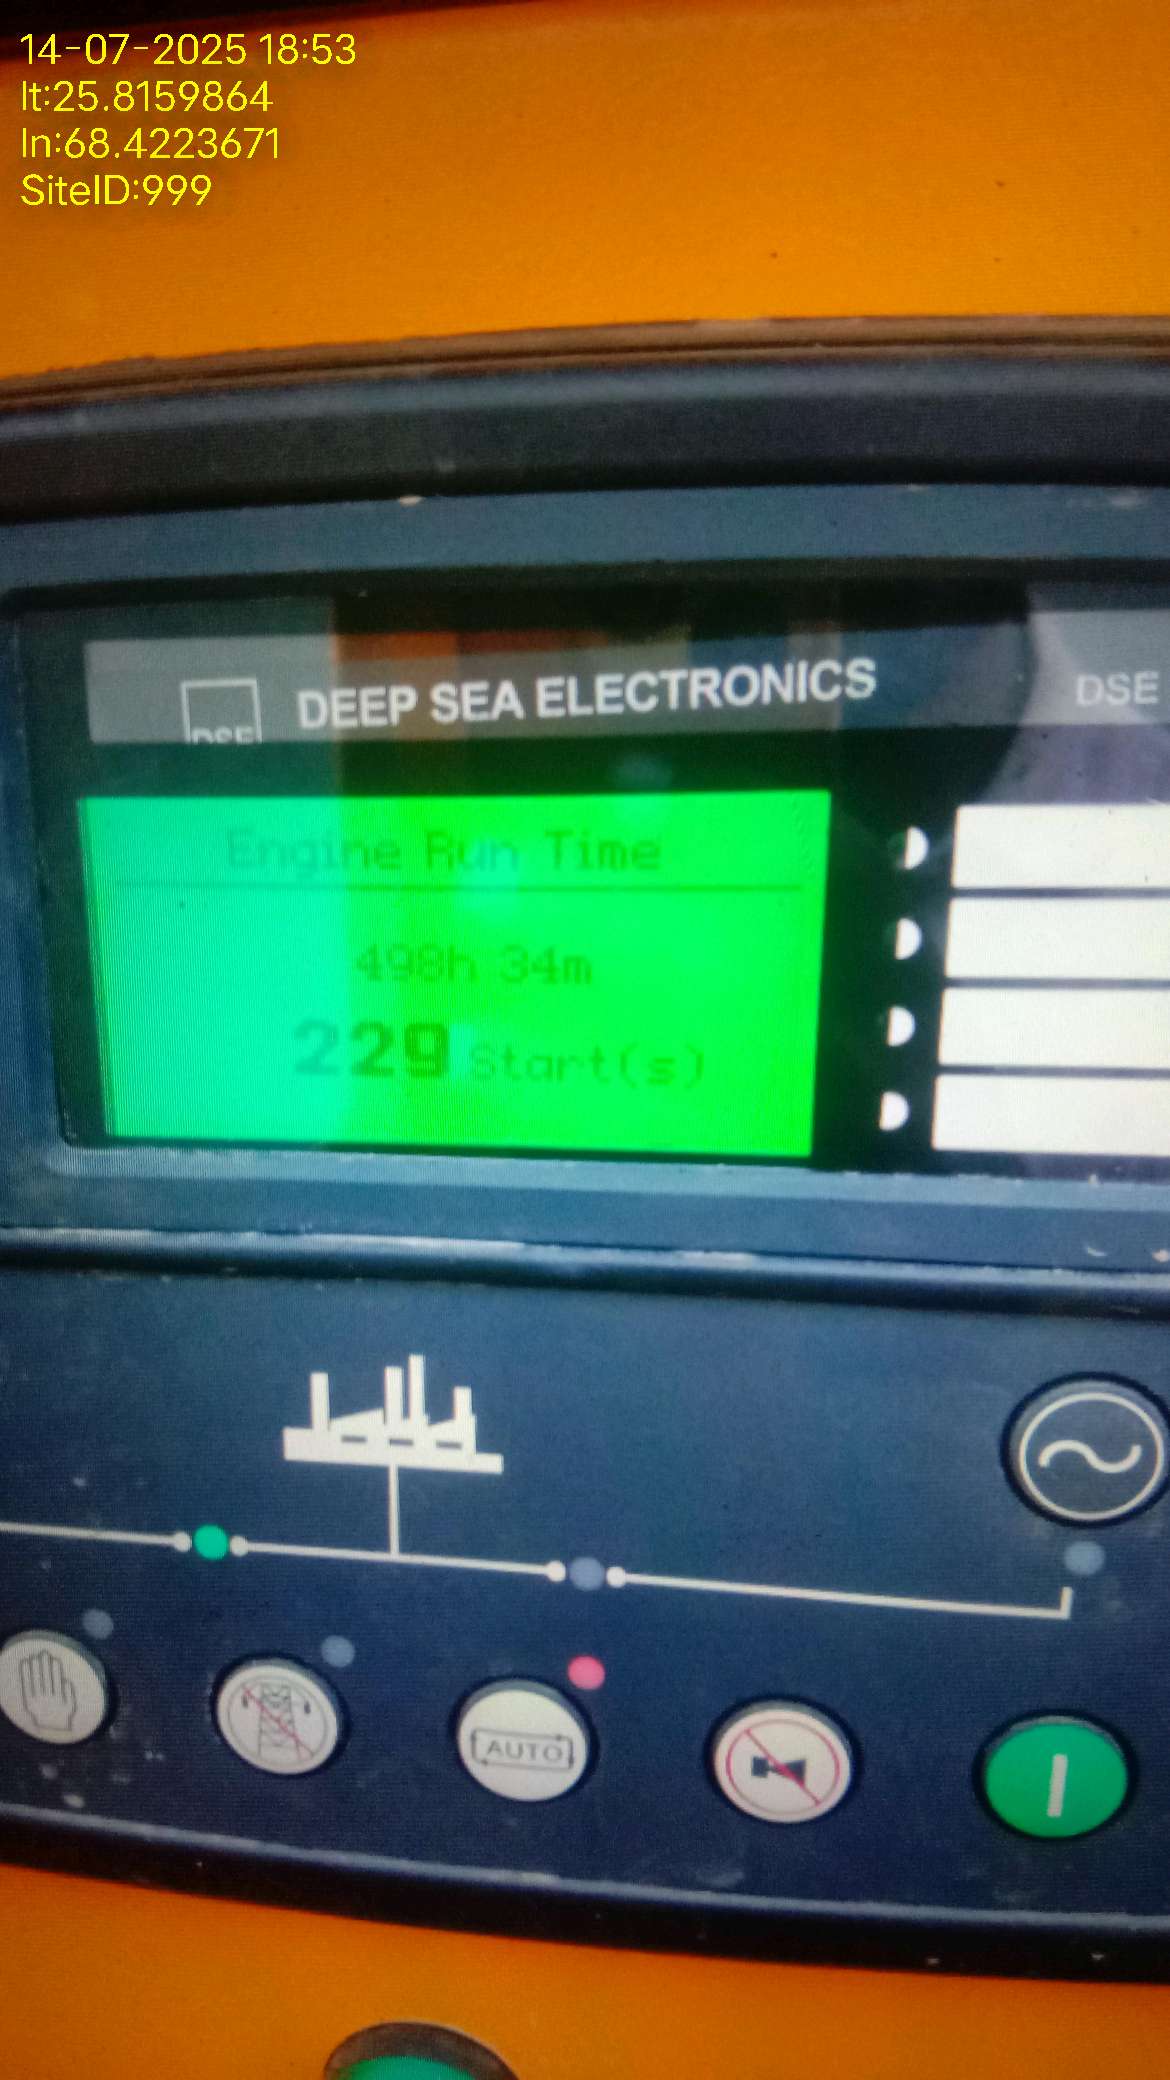 14-07-2025 18:53
lt:25.8159864
ln:68.4223671
SiteID:999
DSE
DEEP SEA ELECTRONICS
DSE
Engine Run Time
498h 34m
229 Start(s)
AUTO